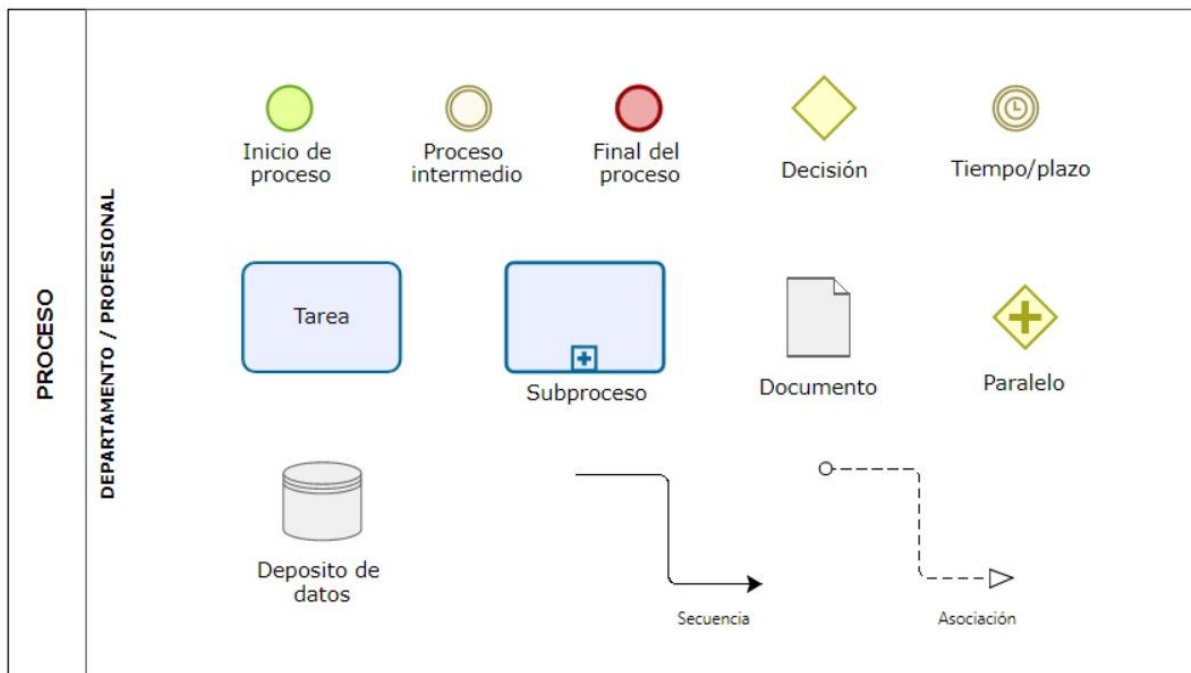 PROCESO
DEPARTAMENTO / PROFESIONAL
Inicio de
proceso
Proceso
intermedio
Final del
proceso
Decisión
Tiempo/plazo
Tarea
Subproceso
Documento
Paralelo
Deposito de
datos
Secuencia
Asociación